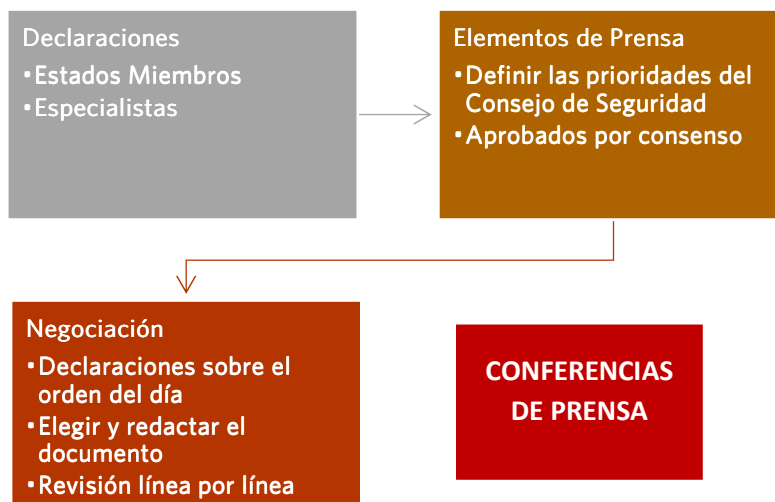 Declaraciones
•Estados Miembros
•Especialistas
Elementos de Prensa
•Definir las prioridades del
Consejo de Seguridad
•Aprobados por consenso
Negociación
•Declaraciones sobre el
orden del día
•Elegir y redactar el
documento
•Revisión línea por línea
CONFERENCIAS
DE PRENSA